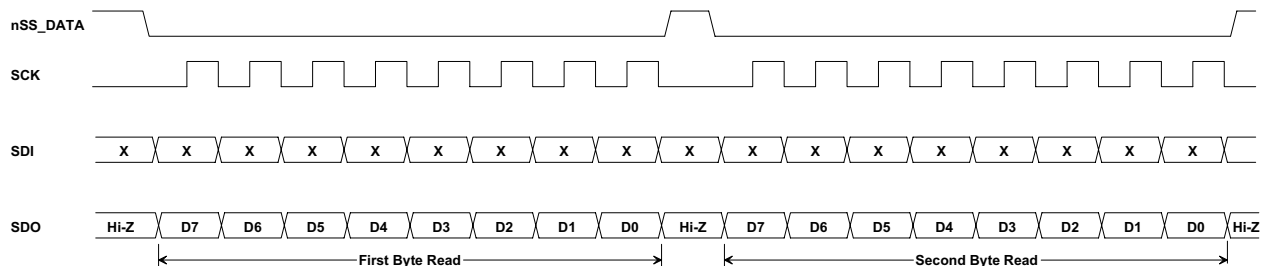 nSS_DATA
SCK
SDI X X X X X X X X X X X X X X X X X X
SDO Hi-Z D7 D6 D5 D4 D3 D2 D1 D0 Hi-Z D7 D6 D5 D4 D3 D2 D1 D0 Hi-Z
First Byte Read Second Byte Read